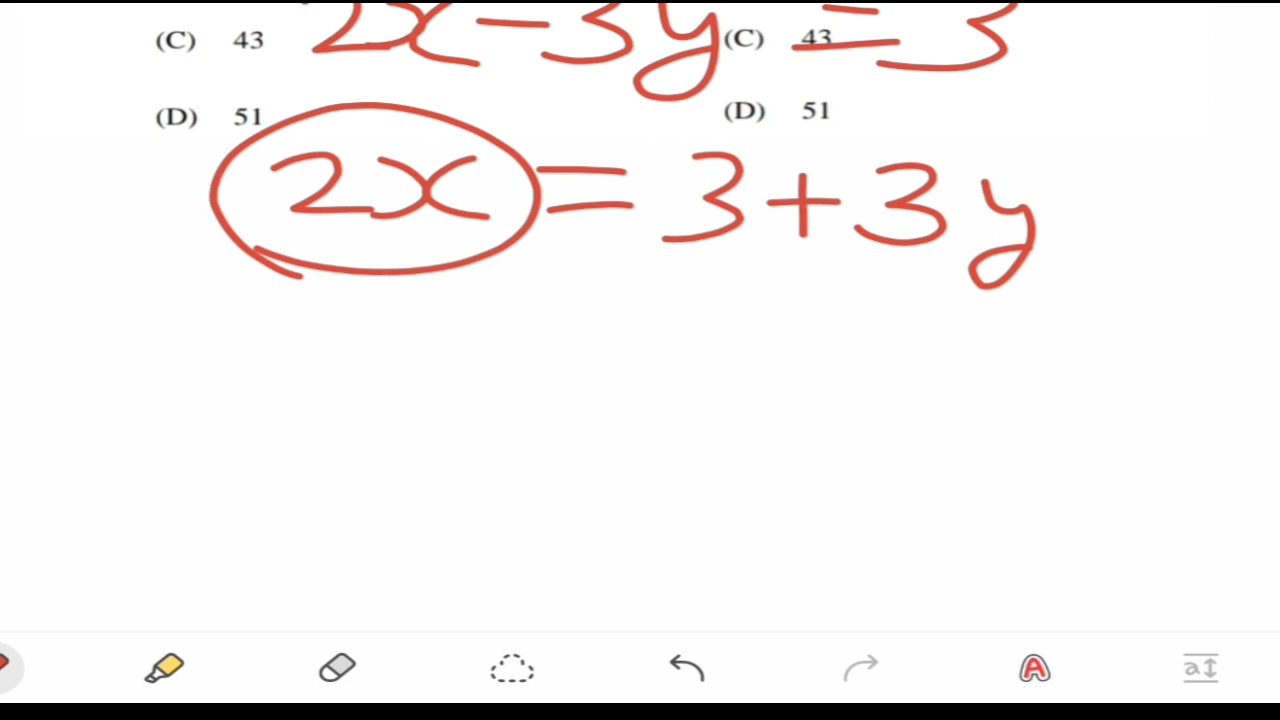 2x - 3y = 3
(C) 43 (C) 43
(D) 51 (D) 51
2x = 3 + 3y
A
a